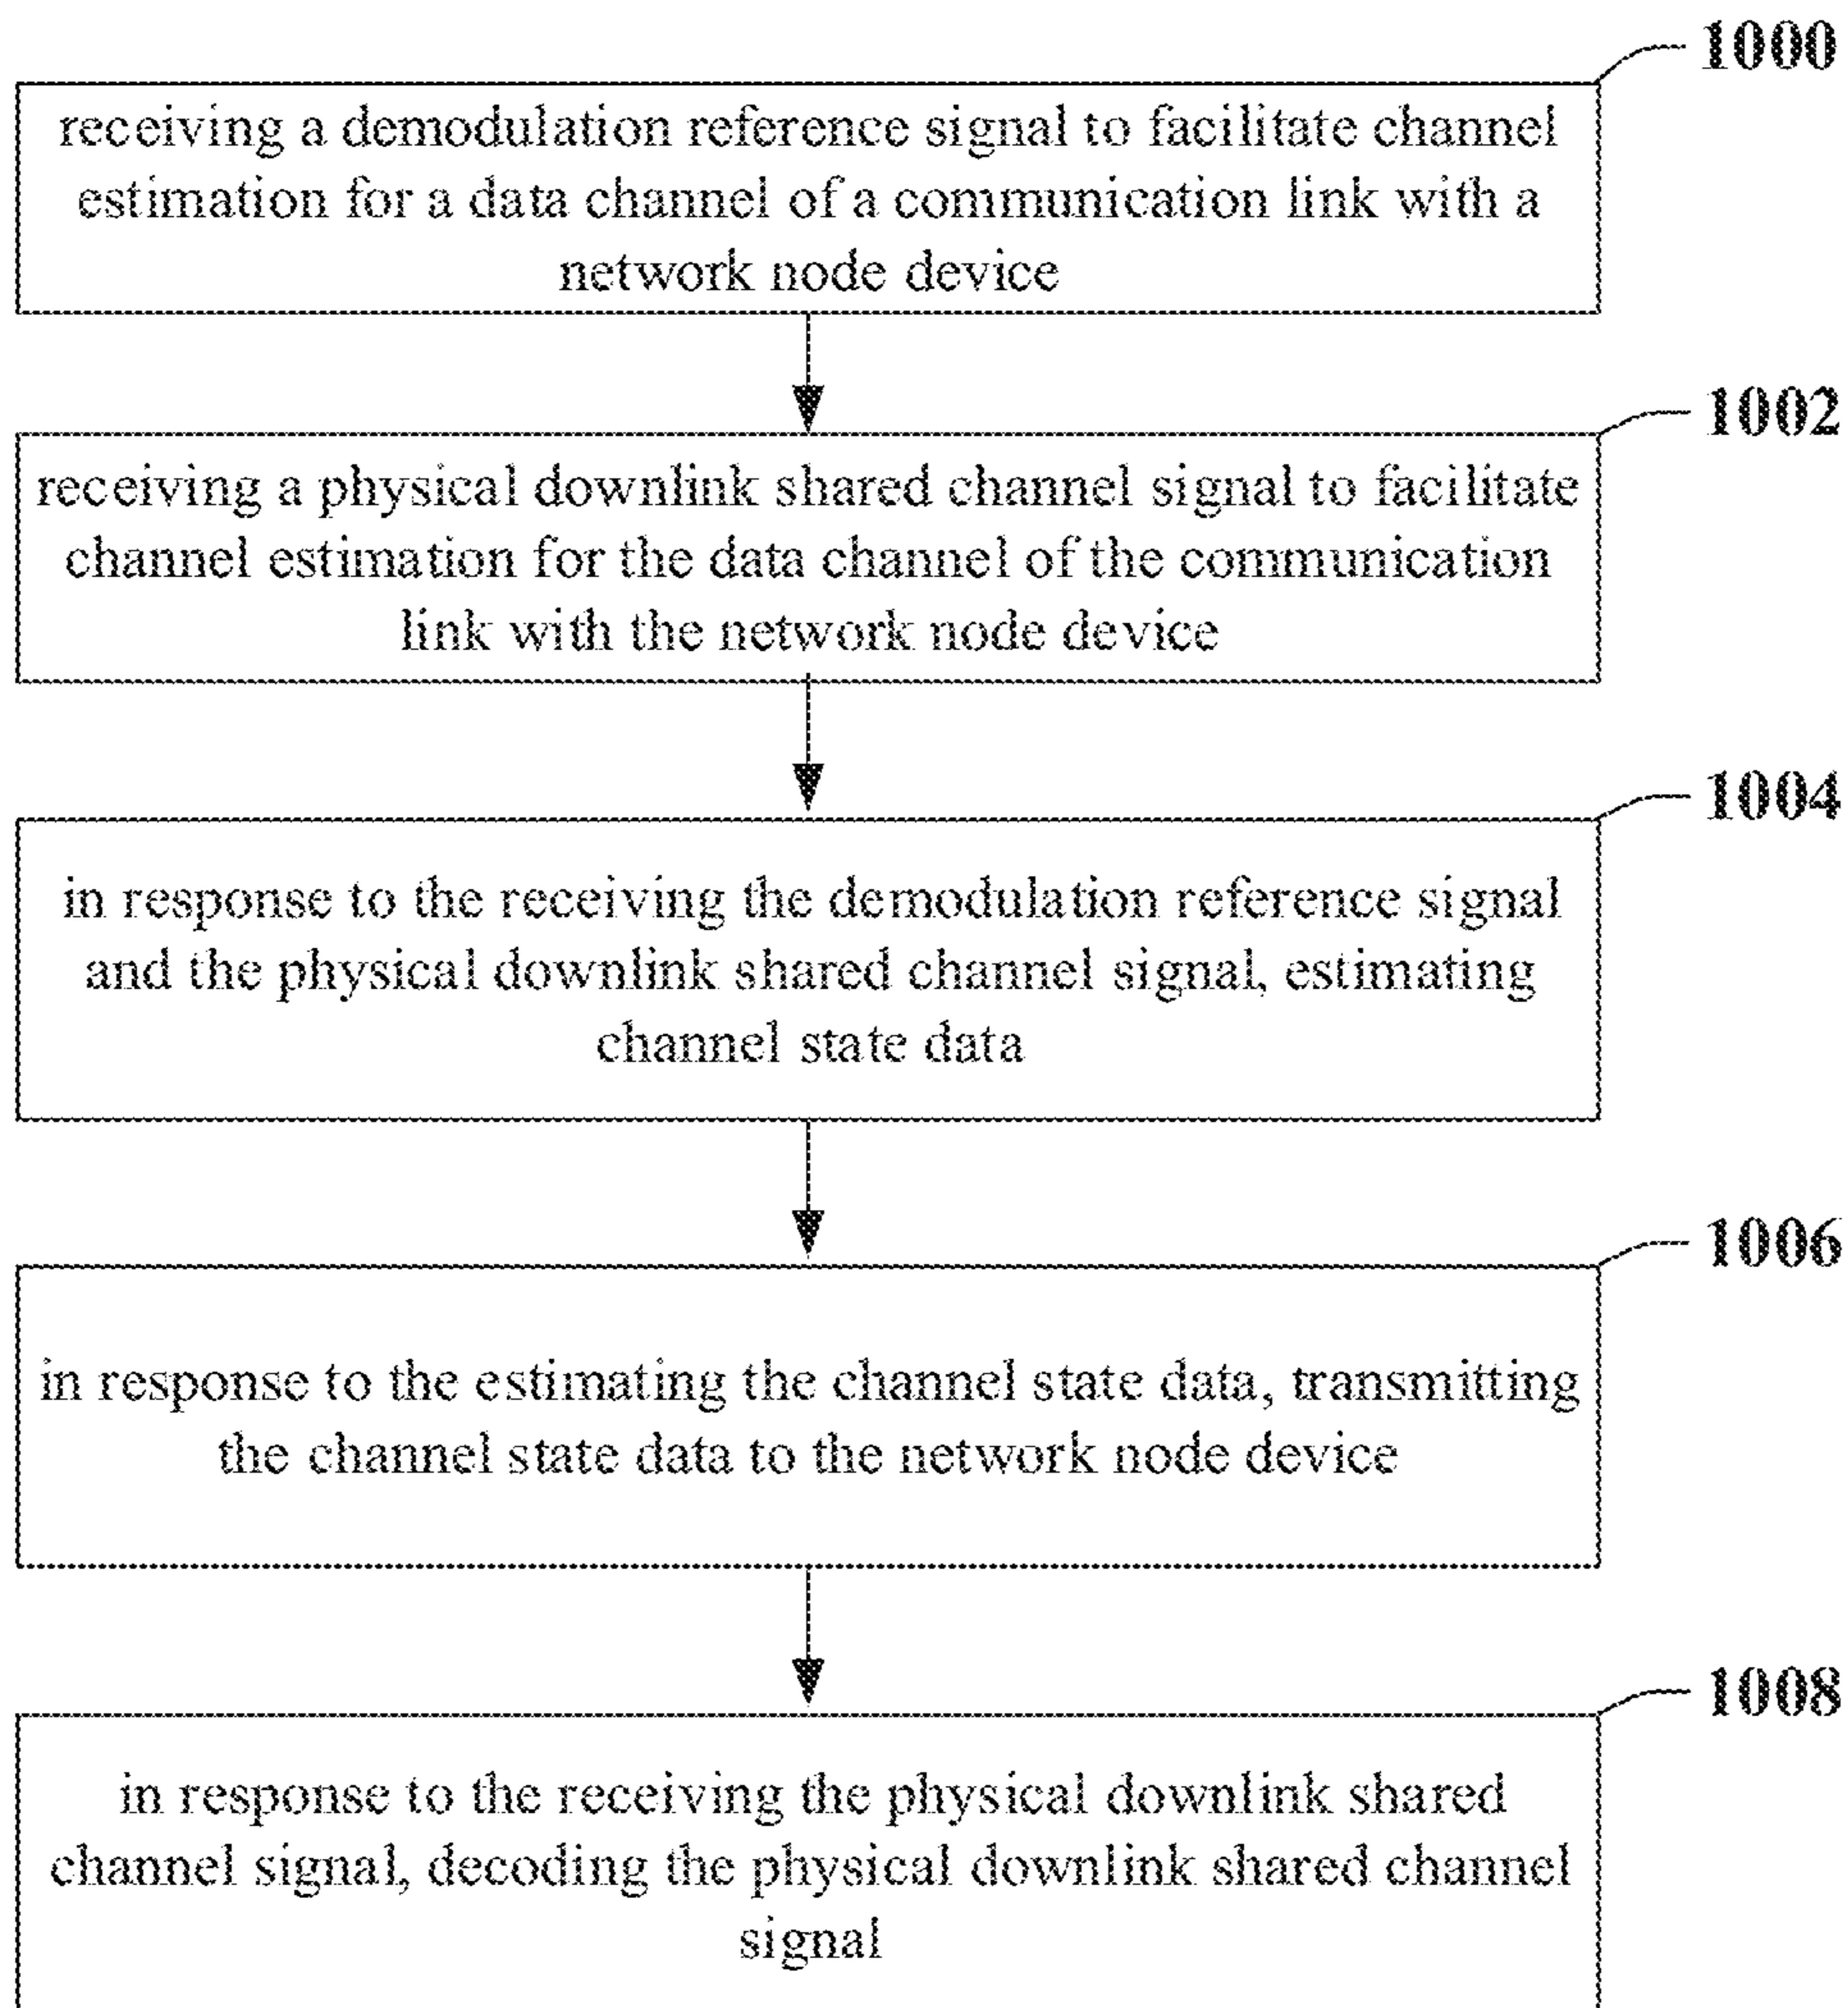 1000
receiving a demodulation reference signal to facilitate channel
estimation for a data channel of a communication link with a
network node device
1002
receiving a physical downlink shared channel signal to facilitate
channel estimation for the data channel of the communication
link with the network node device
1004
in response to the receiving the demodulation reference signal
and the physical downlink shared channel signal, estimating
channel state data
1006
in response to the estimating the channel state data, transmitting
the channel state data to the network node device
1008
in response to the receiving the physical downlink shared
channel signal, decoding the physical downlink shared channel
signal